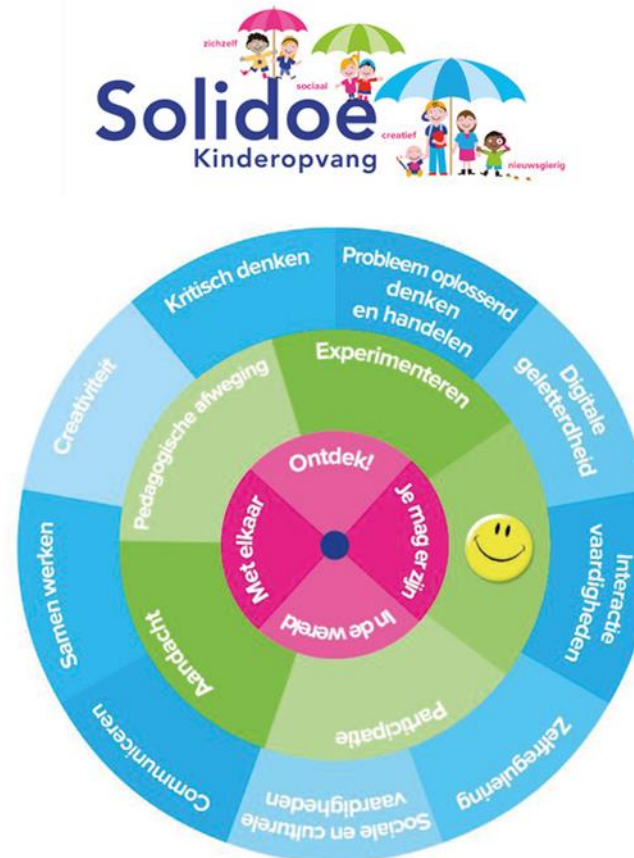 zichzelf
sociaal
Solidoe
creatief
Kinderopvang
nieuwsgierig
Kritisch denken
Probleem oplossend
denken
en handelen
Digitale
geletterdheid
Interactie
vaardigheden
Zelfregulering
Sociale en culturele
vaardigheden
Communiceren
Samen werken
Creativiteit
Pedagogische afweging
Experimenteren
Participatie
Aandacht
Ontdek!
Je mag er zijn
In de wereld
Met elkaar